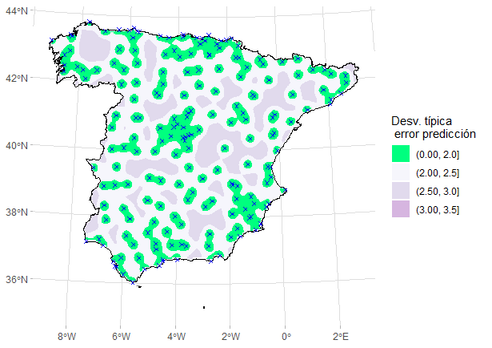 44°N
42°N
40°N
38°N
36°N
8°W
6°W
4°W
2°W
0°
2°E
Desv. típica
error predicción
(0.00, 2.0]
(2.00, 2.5]
(2.50, 3.0]
(3.00, 3.5]